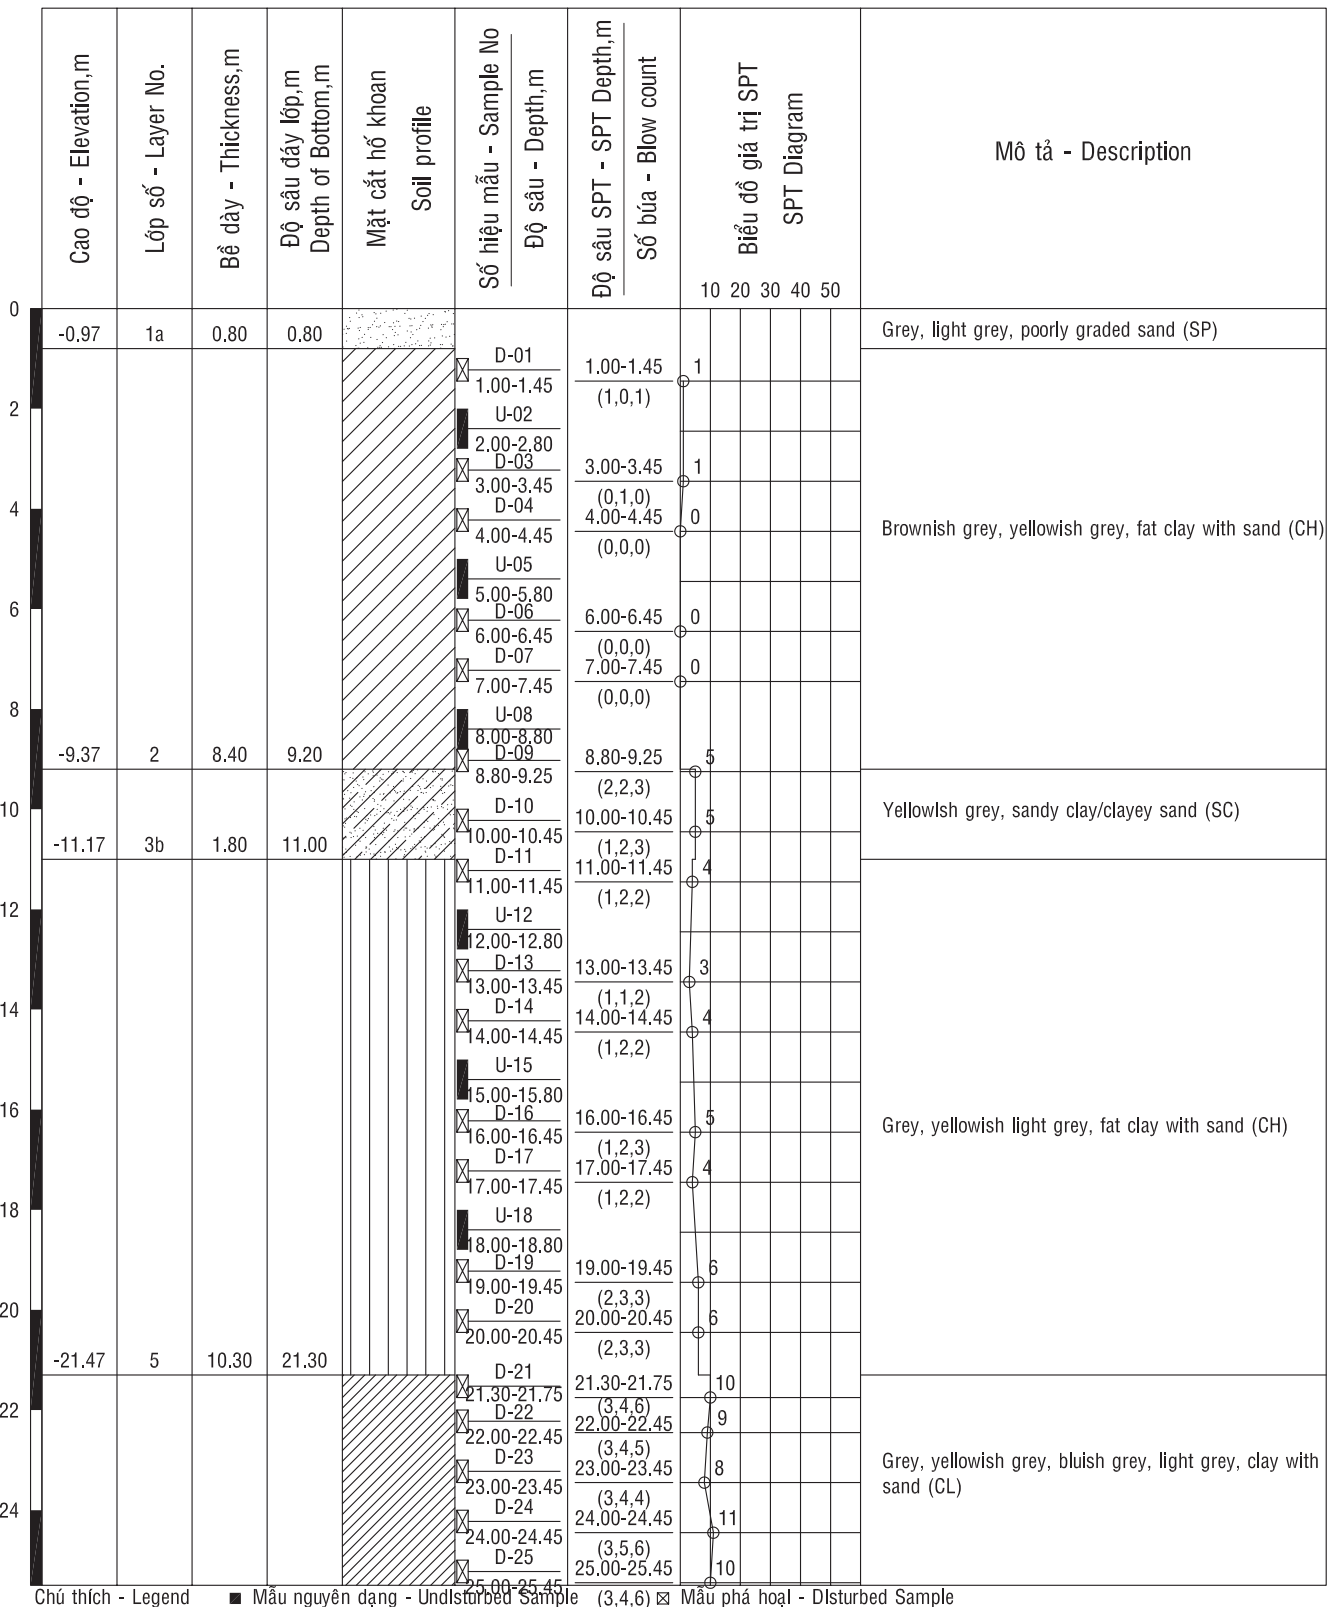 Cao độ - Elevation,m
Lớp số - Layer No.
Bề dày - Thickness,m
Độ sâu đáy lớp,m
Depth of Bottom,m
Mặt cắt hố khoan
Soil profile
Số hiệu mẫu - Sample No
Độ sâu - Depth,m
Độ sâu SPT - SPT Depth,m
Số búa - Blow count
Biểu đồ giá trị SPT
SPT Diagram
Mô tả - Description
10 20 30 40 50
0
-0.97 1a 0.80 0.80
Grey, light grey, poorly graded sand (SP)
D-01
1.00-1.45
1.00-1.45
(1,0,1)
1
2
U-02
2.00-2.80
D-03
3.00-3.45
3.00-3.45
(0,1,0)
1
4
D-04
4.00-4.45
4.00-4.45
(0,0,0)
0
Brownish grey, yellowish grey, fat clay with sand (CH)
U-05
5.00-5.80
6
D-06
6.00-6.45
6.00-6.45
(0,0,0)
0
D-07
7.00-7.45
7.00-7.45
(0,0,0)
0
8
U-08
8.00-8.80
-9.37 2 8.40 9.20
D-09
8.80-9.25
8.80-9.25
(2,2,3)
5
10
D-10
10.00-10.45
10.00-10.45
(1,2,3)
5
Yellowish grey, sandy clay/clayey sand (SC)
-11.17 3b 1.80 11.00
D-11
11.00-11.45
11.00-11.45
(1,2,2)
4
12
U-12
12.00-12.80
D-13
13.00-13.45
13.00-13.45
(1,1,2)
3
14
D-14
14.00-14.45
14.00-14.45
(1,2,2)
4
U-15
15.00-15.80
16
D-16
16.00-16.45
16.00-16.45
(1,2,3)
5
Grey, yellowish light grey, fat clay with sand (CH)
D-17
17.00-17.45
17.00-17.45
(1,2,2)
4
18
U-18
18.00-18.80
D-19
19.00-19.45
19.00-19.45
(2,3,3)
6
20
D-20
20.00-20.45
20.00-20.45
(2,3,3)
6
-21.47 5 10.30 21.30
D-21
21.30-21.75
21.30-21.75
(3,4,6)
10
22
D-22
22.00-22.45
22.00-22.45
(3,4,5)
9
D-23
23.00-23.45
23.00-23.45
(3,4,4)
8
Grey, yellowish grey, bluish grey, light grey, clay with
sand (CL)
24
D-24
24.00-24.45
24.00-24.45
(3,5,6)
11
D-25
25.00-25.45
25.00-25.45
(3,4,6)
10
Chú thích - Legend Mẫu nguyên dạng - Undisturbed Sample Mẫu phá hoại - Disturbed Sample